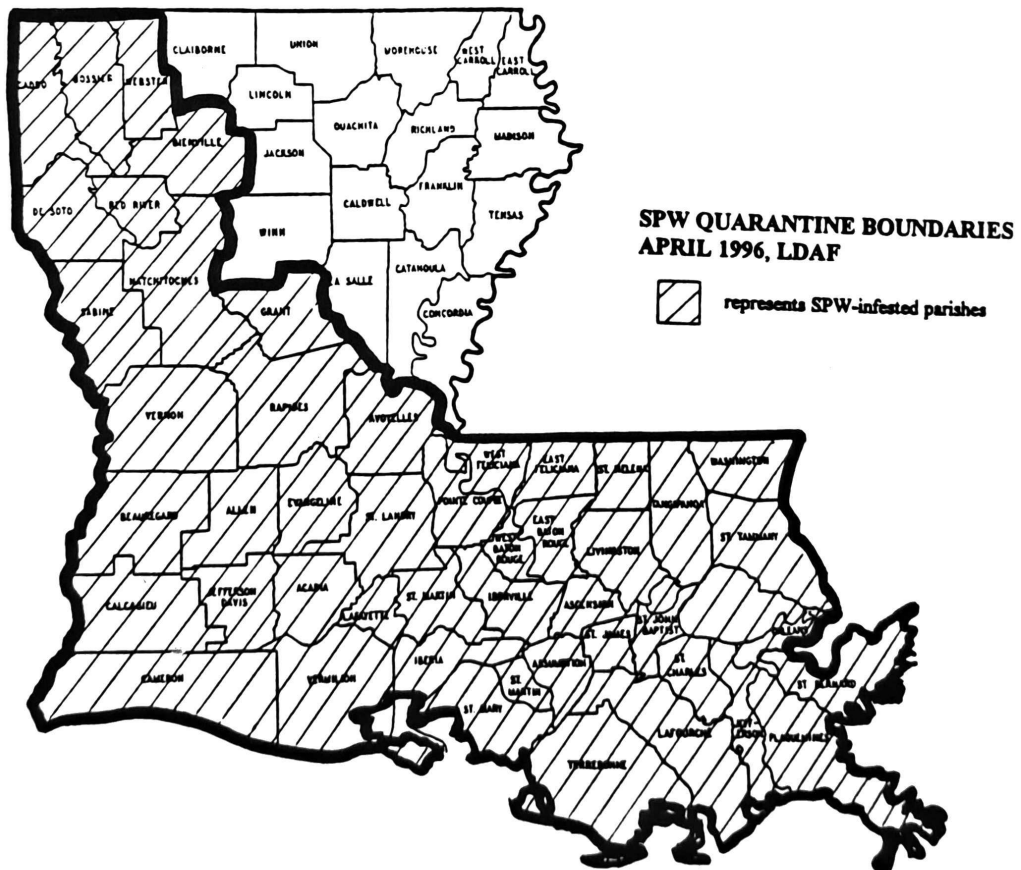 CLAIBORNE
UNION
MOREHOUSE
WEST
CARROLL
EAST
CARROLL
CADDO
BOSSIER
WEBSTER
LINCOLN
OUACHITA
RICHLAND
MADISON
BIENVILLE
JACKSON
FRANKLIN
CALDWELL
TENSAS
DE SOTO
RED RIVER
WINN
SPW QUARANTINE BOUNDARIES
APRIL 1996, LDAF
represents SPW-infested parishes
NATCHITOCHES
LA SALLE
CATAHOULA
CONCORDIA
SABINE
GRANT
VERNON
RAPIDES
AVOYELLES
WEST
FELICIANA
EAST
FELICIANA
ST. HELENA
WASHINGTON
TANGIPAHOA
BEAUREGARD
ALLEN
EVANGELINE
ST. LANDRY
POINTE COUPEE
EAST
BATON
ROUGE
WEST
BATON
ROUGE
LIVINGSTON
ST. TAMMANY
CALCASIEU
JEFFERSON
DAVIS
ACADIA
LAFAYETTE
ST. MARTIN
IBERVILLE
ASCENSION
ST. JAMES
ST. JOHN
BAPTIST
ORLEANS
CAMERON
VERMILION
IBERIA
ST.
MARTIN
ASSUMPTION
ST.
CHARLES
ST. BERNARD
ST. MARY
LAFOURCHE
JEFF-
ERSON
PLAQUEMINES
TERREBONNE